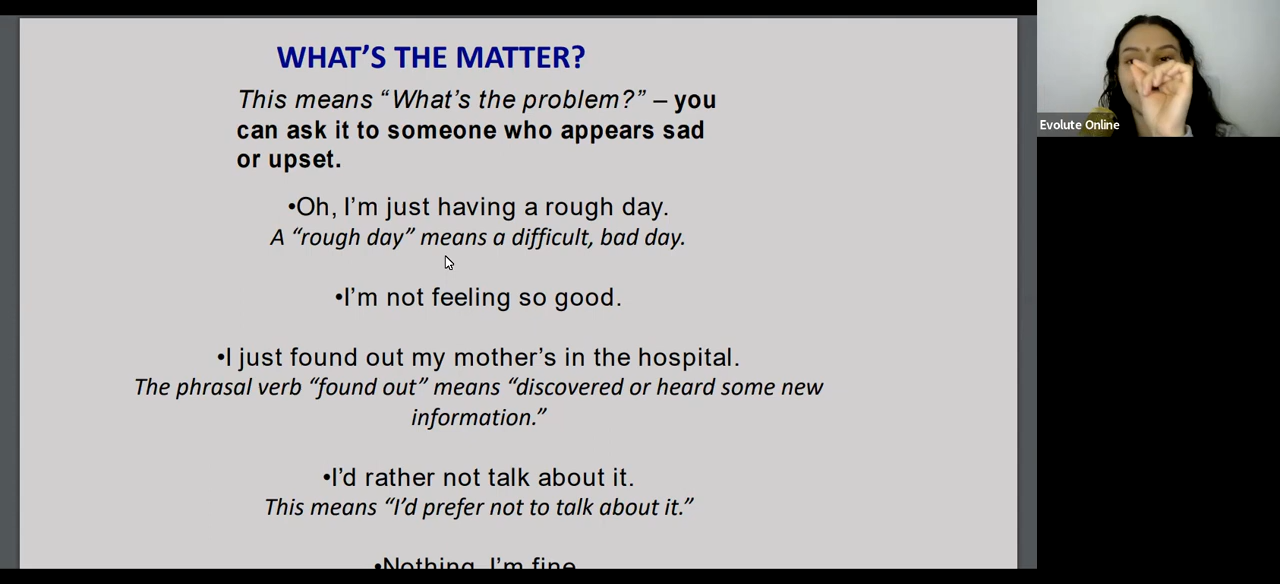 WHAT'S THE MATTER?
This means “What's the problem?” – you
can ask it to someone who appears sad
or upset.
•Oh, I'm just having a rough day.
A “rough day” means a difficult, bad day.
•I'm not feeling so good.
•I just found out my mother's in the hospital.
The phrasal verb “found out” means “discovered or heard some new
information.”
•I'd rather not talk about it.
This means “I'd prefer not to talk about it.”
•Nothing. I'm fine
Evolute Online